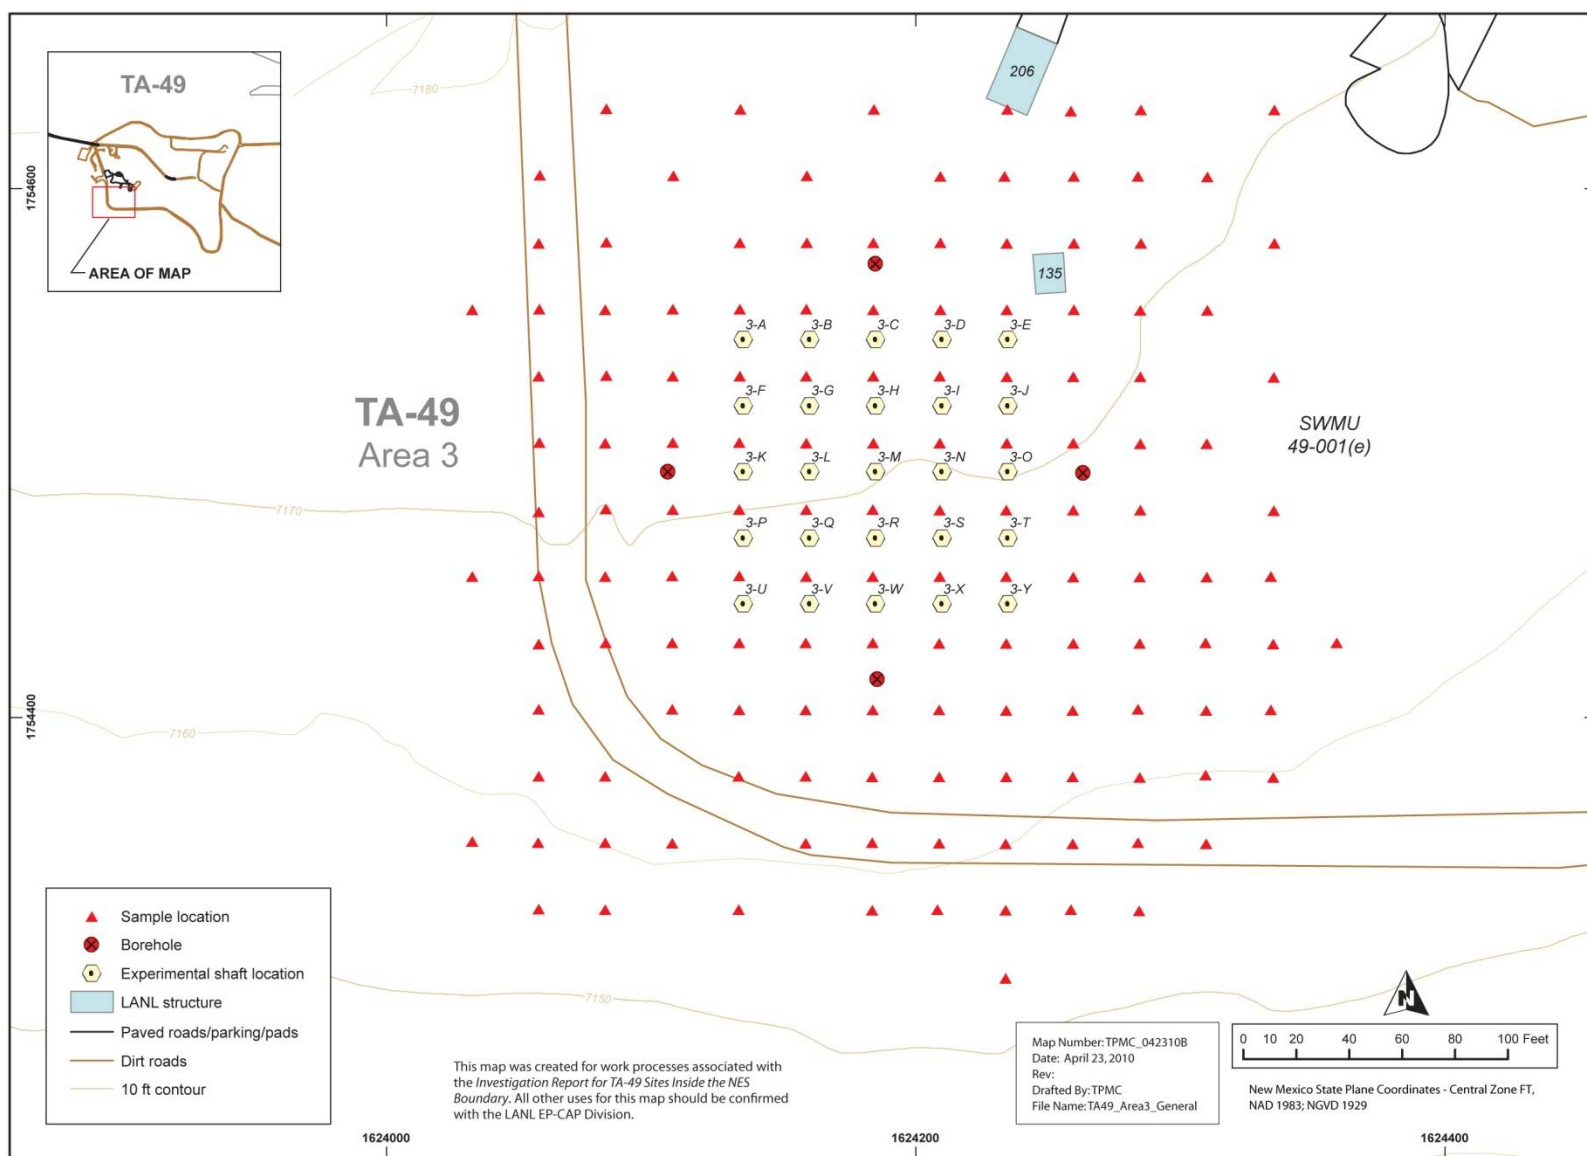 TA-49
AREA OF MAP
7180
206
1754600
135
3-A 3-B 3-C 3-D 3-E
TA-49
Area 3
3-F 3-G 3-H 3-I 3-J
SWMU
49-001(e)
3-K 3-L 3-M 3-N 3-O
7170
3-P 3-Q 3-R 3-S 3-T
3-U 3-V 3-W 3-X 3-Y
1754400
7160
Sample location
Borehole
Experimental shaft location
LANL structure
Paved roads/parking/pads
Dirt roads
10 ft contour
7150
This map was created for work processes associated with
the Investigation Report for TA-49 Sites Inside the NES
Boundary. All other uses for this map should be confirmed
with the LANL EP-CAP Division.
Map Number: TPMC_042310B
Date: April 23, 2010
Rev:
Drafted By: TPMC
File Name: TA49_Area3_General
N
0 10 20 40 60 80 100 Feet
New Mexico State Plane Coordinates - Central Zone FT,
NAD 1983; NGVD 1929
1624000 1624200 1624400